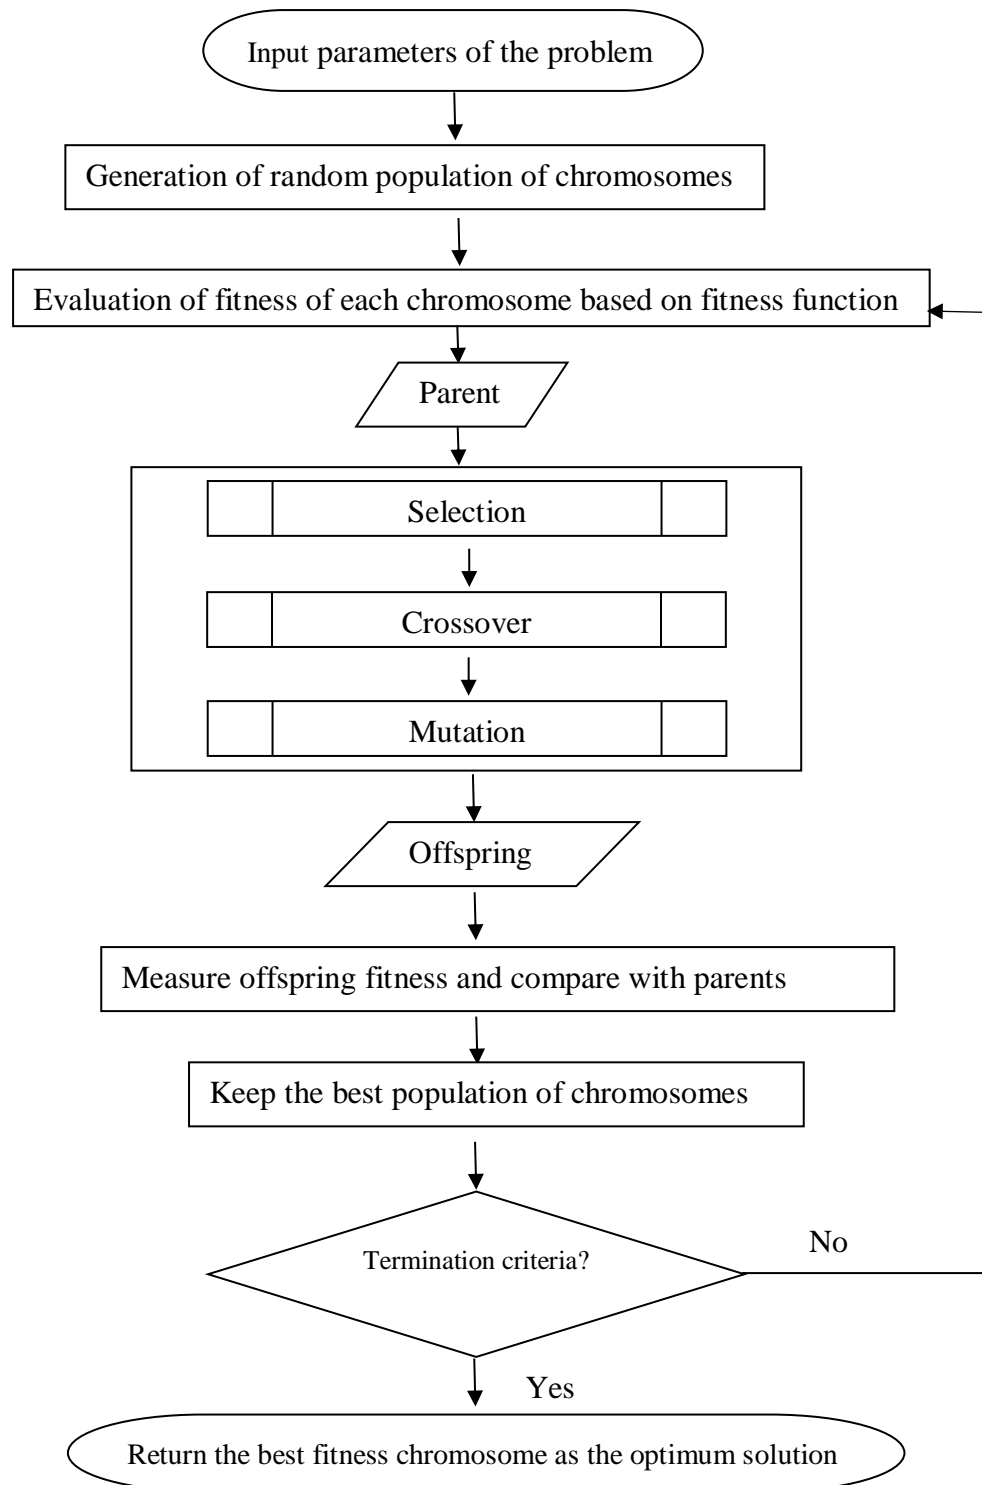 Input parameters of the problem
Generation of random population of chromosomes
Evaluation of fitness of each chromosome based on fitness function
Parent
Selection
Crossover
Mutation
Offspring
Measure offspring fitness and compare with parents
Keep the best population of chromosomes
Termination criteria?
No
Yes
Return the best fitness chromosome as the optimum solution